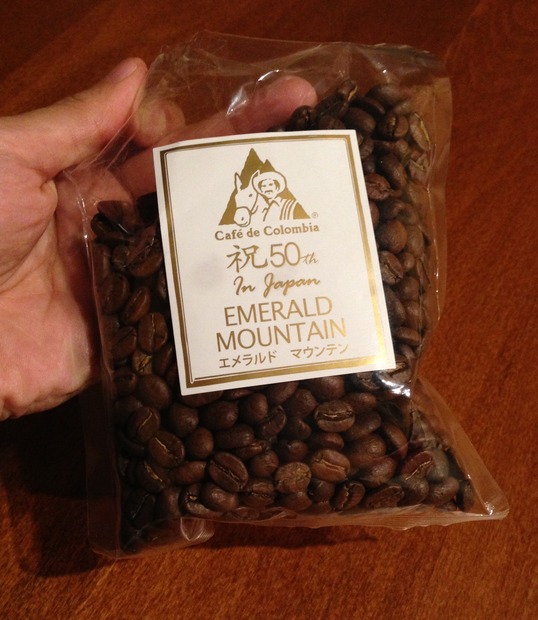 ®
Café de Colombia
祝50th
In Japan
EMERALD
MOUNTAIN
エメラルド マウンテン